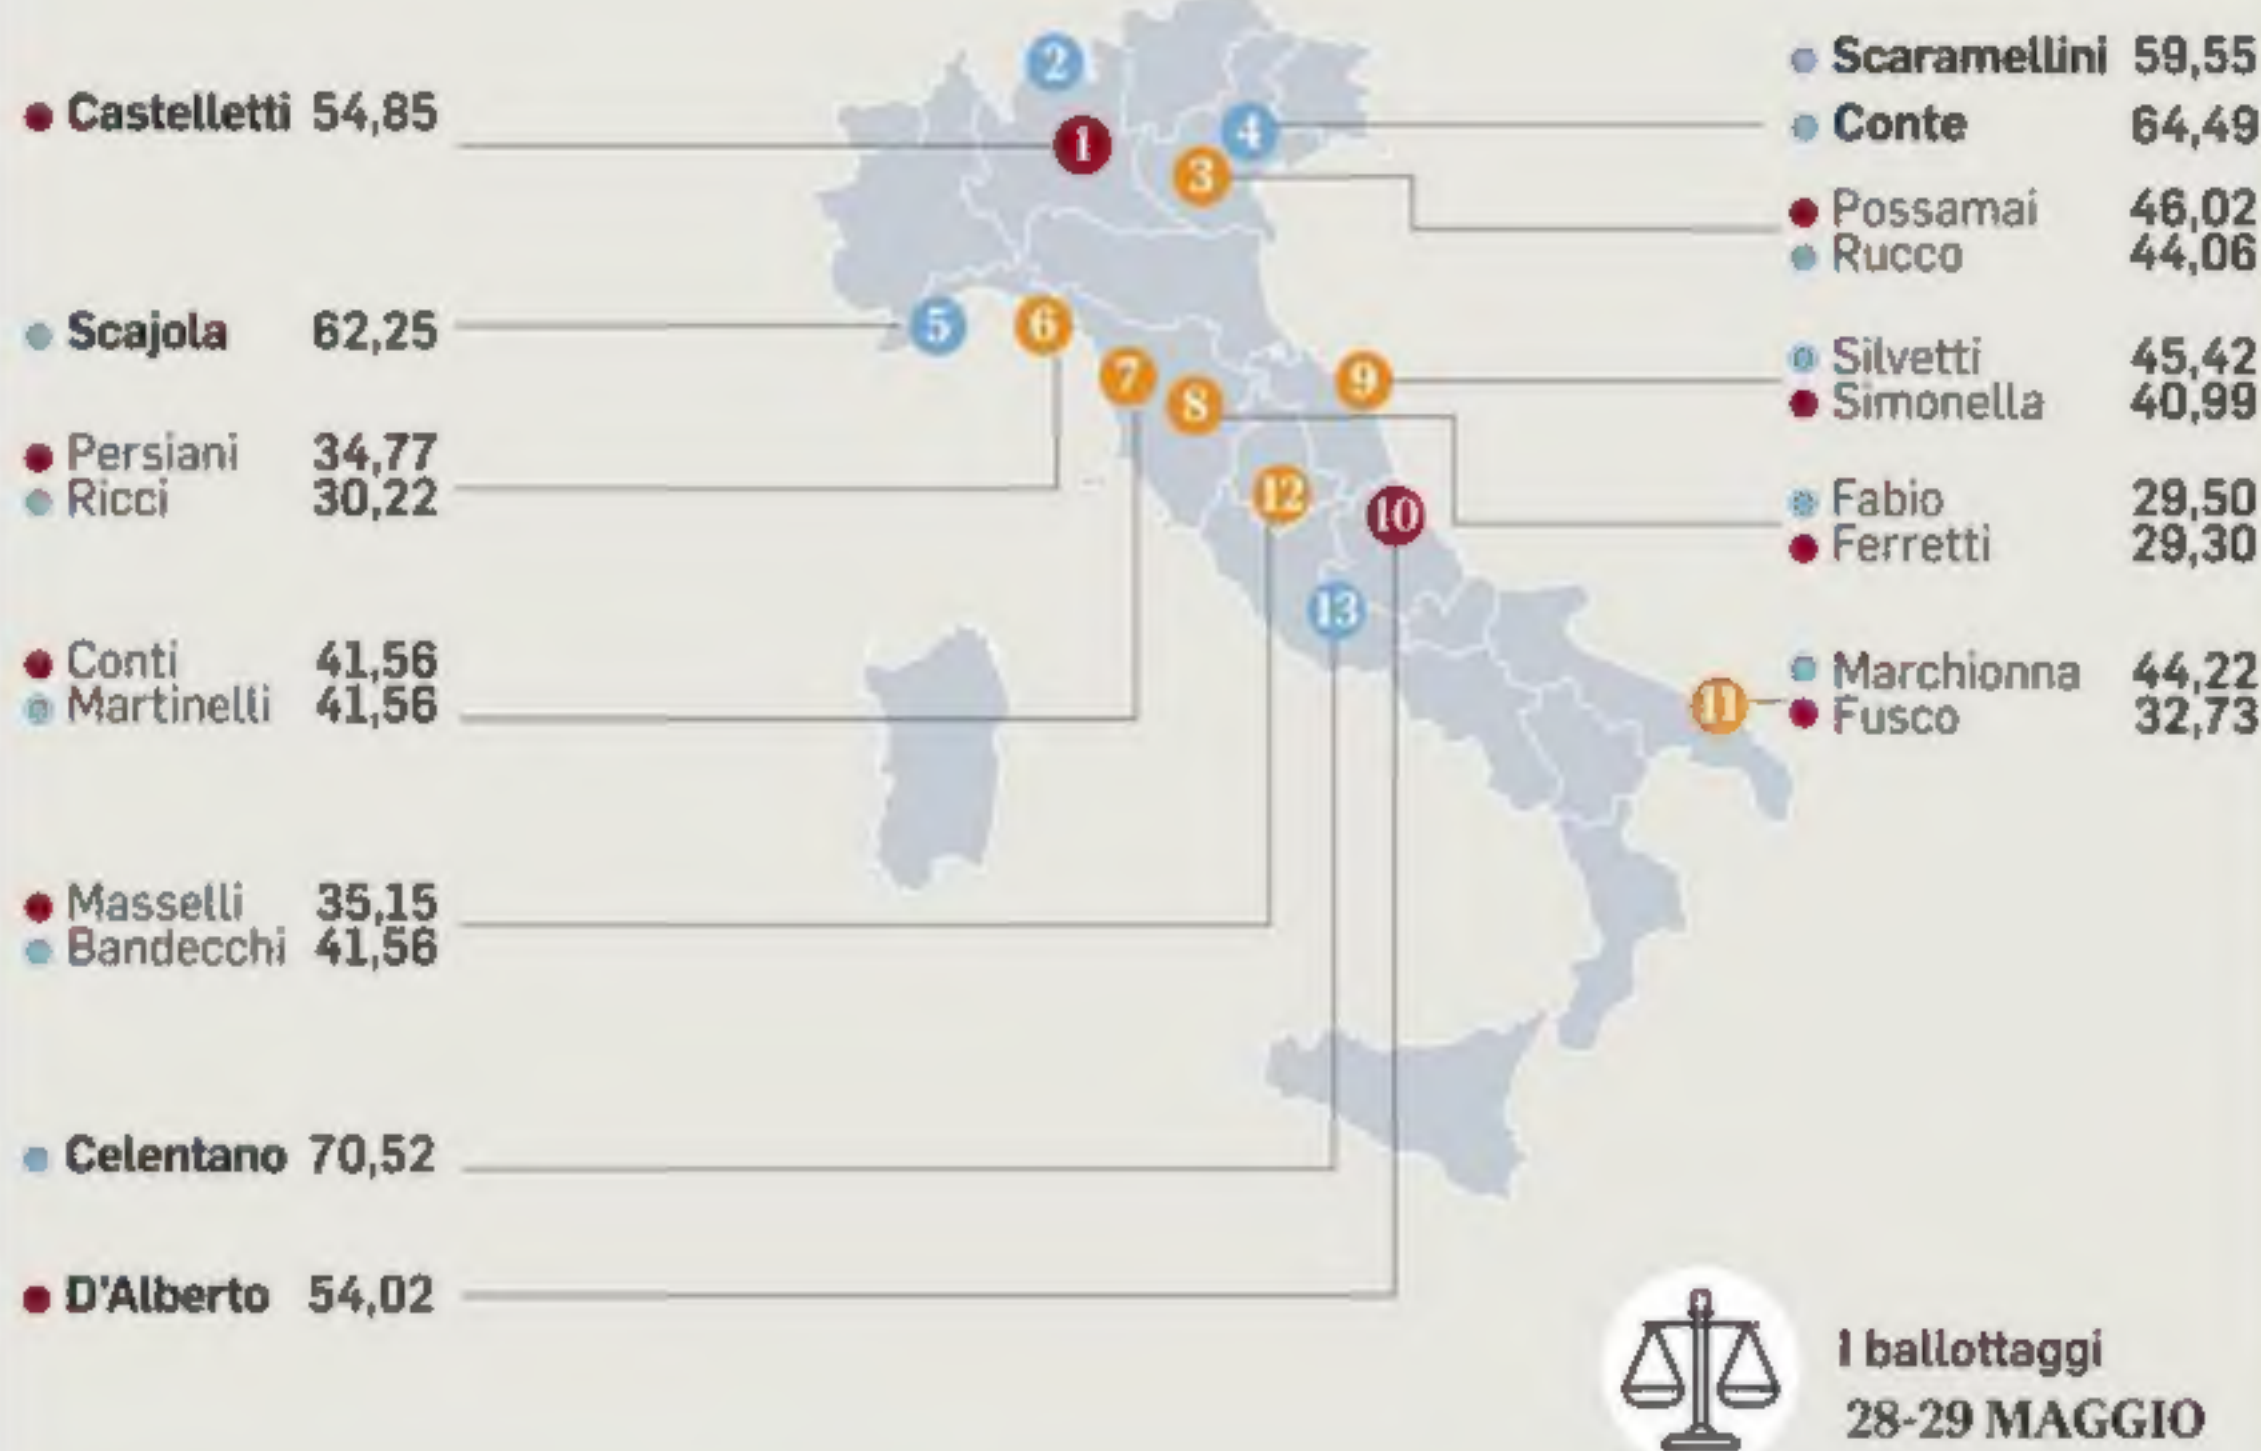 Castelletti 54,85
Scajola 62,25
Persiani 34,77
Ricci 30,22
Conti 41,56
Martinelli 41,56
Masselli 35,15
Bandecchi 41,56
Celentano 70,52
D'Alberto 54,02
2
1
4
3
5
6
7
8
9
12
10
13
11
Scaramellini 59,55
Conte 64,49
Possamai 46,02
Rucco 44,06
Silvetti 45,42
Simonella 40,99
Fabio 29,50
Ferretti 29,30
Marchionna 44,22
Fusco 32,73
I ballottaggi
28-29 MAGGIO